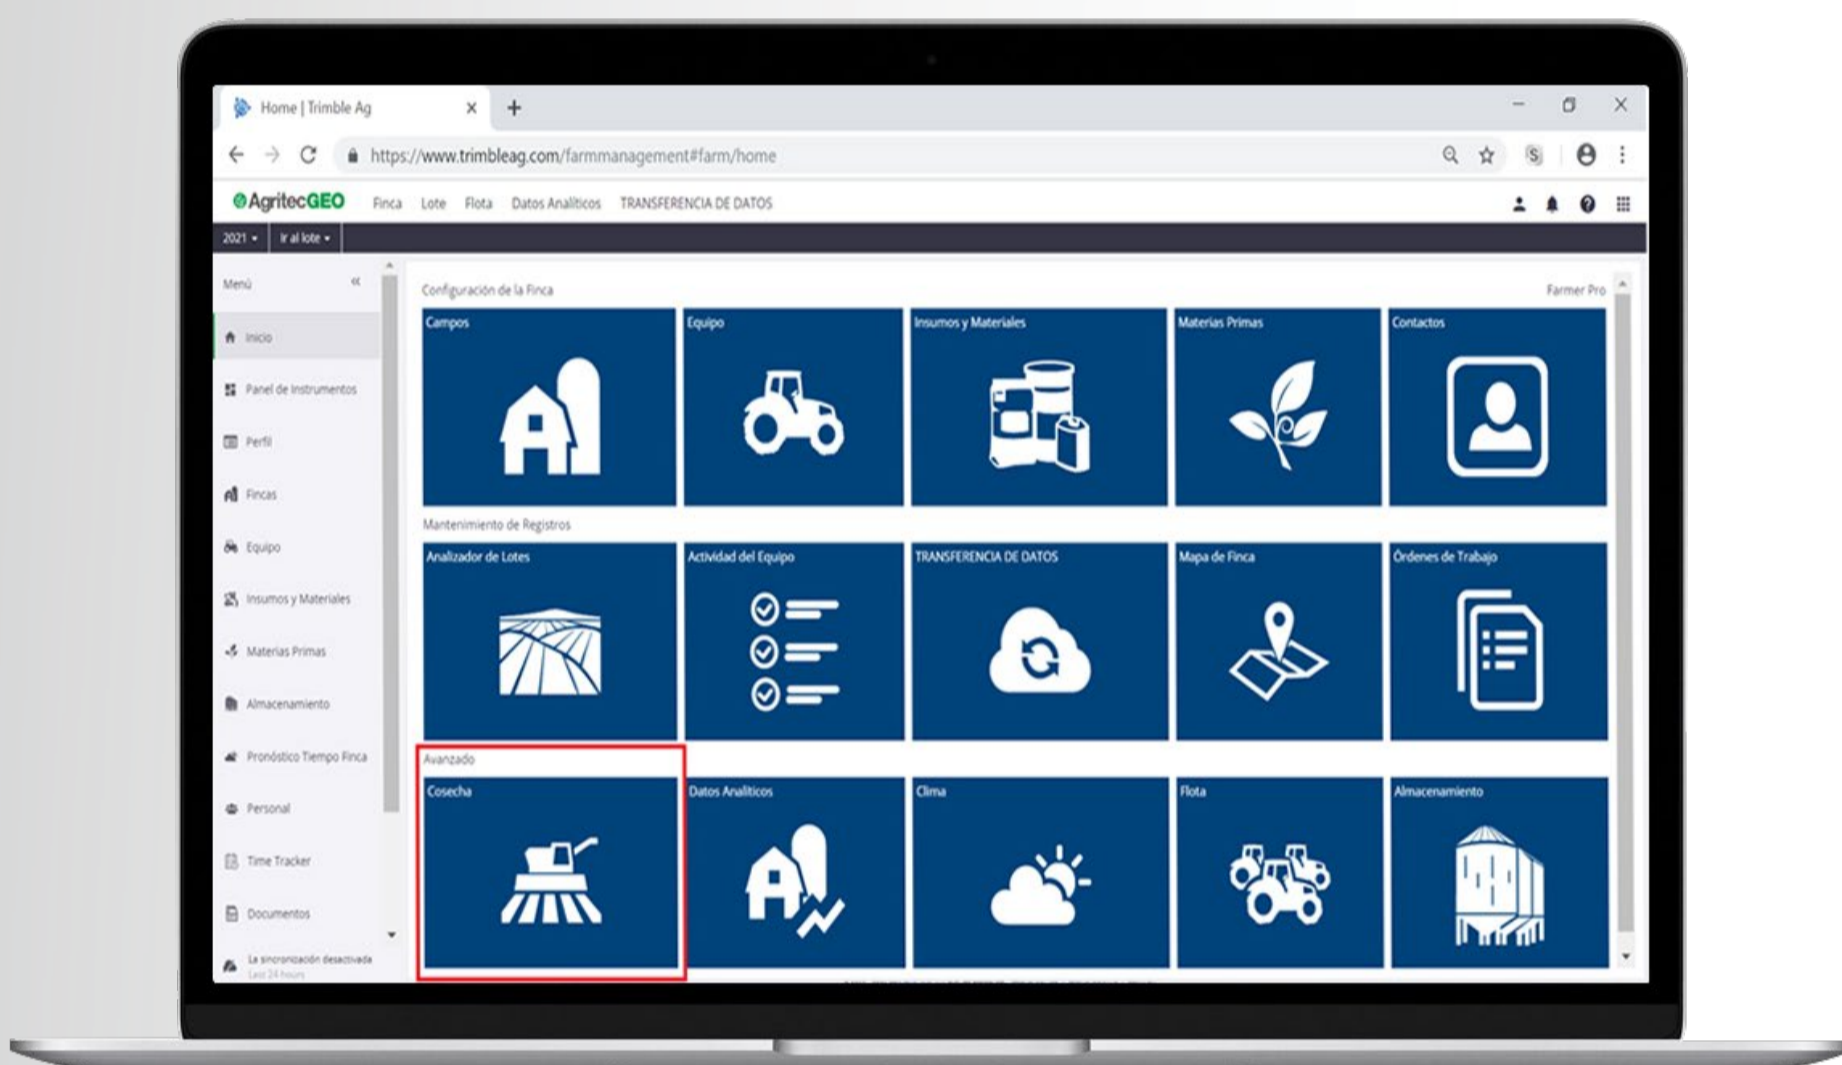 Home | Trimble Ag
https://www.trimbleag.com/farmmanagement#farm/home
S
AgritecGEO Finca Lote Flota Datos Analíticos TRANSFERENCIA DE DATOS
2021 Ir al lote
Menú
Inicio
Panel de Instrumentos
Perfil
Fincas
Equipo
Insumos y Materiales
Materias Primas
Almacenamiento
Pronóstico Tiempo Finca
Personal
Time Tracker
Documentos
La sincronización desactivada
Last 24 hours
Configuración de la Finca Farmer Pro
Campos Equipo Insumos y Materiales Materias Primas Contactos
Mantenimiento de Registros
Analizador de Lotes Actividad del Equipo TRANSFERENCIA DE DATOS Mapa de Finca Órdenes de Trabajo
Avanzado
Cosecha Datos Analíticos Clima Flota Almacenamiento